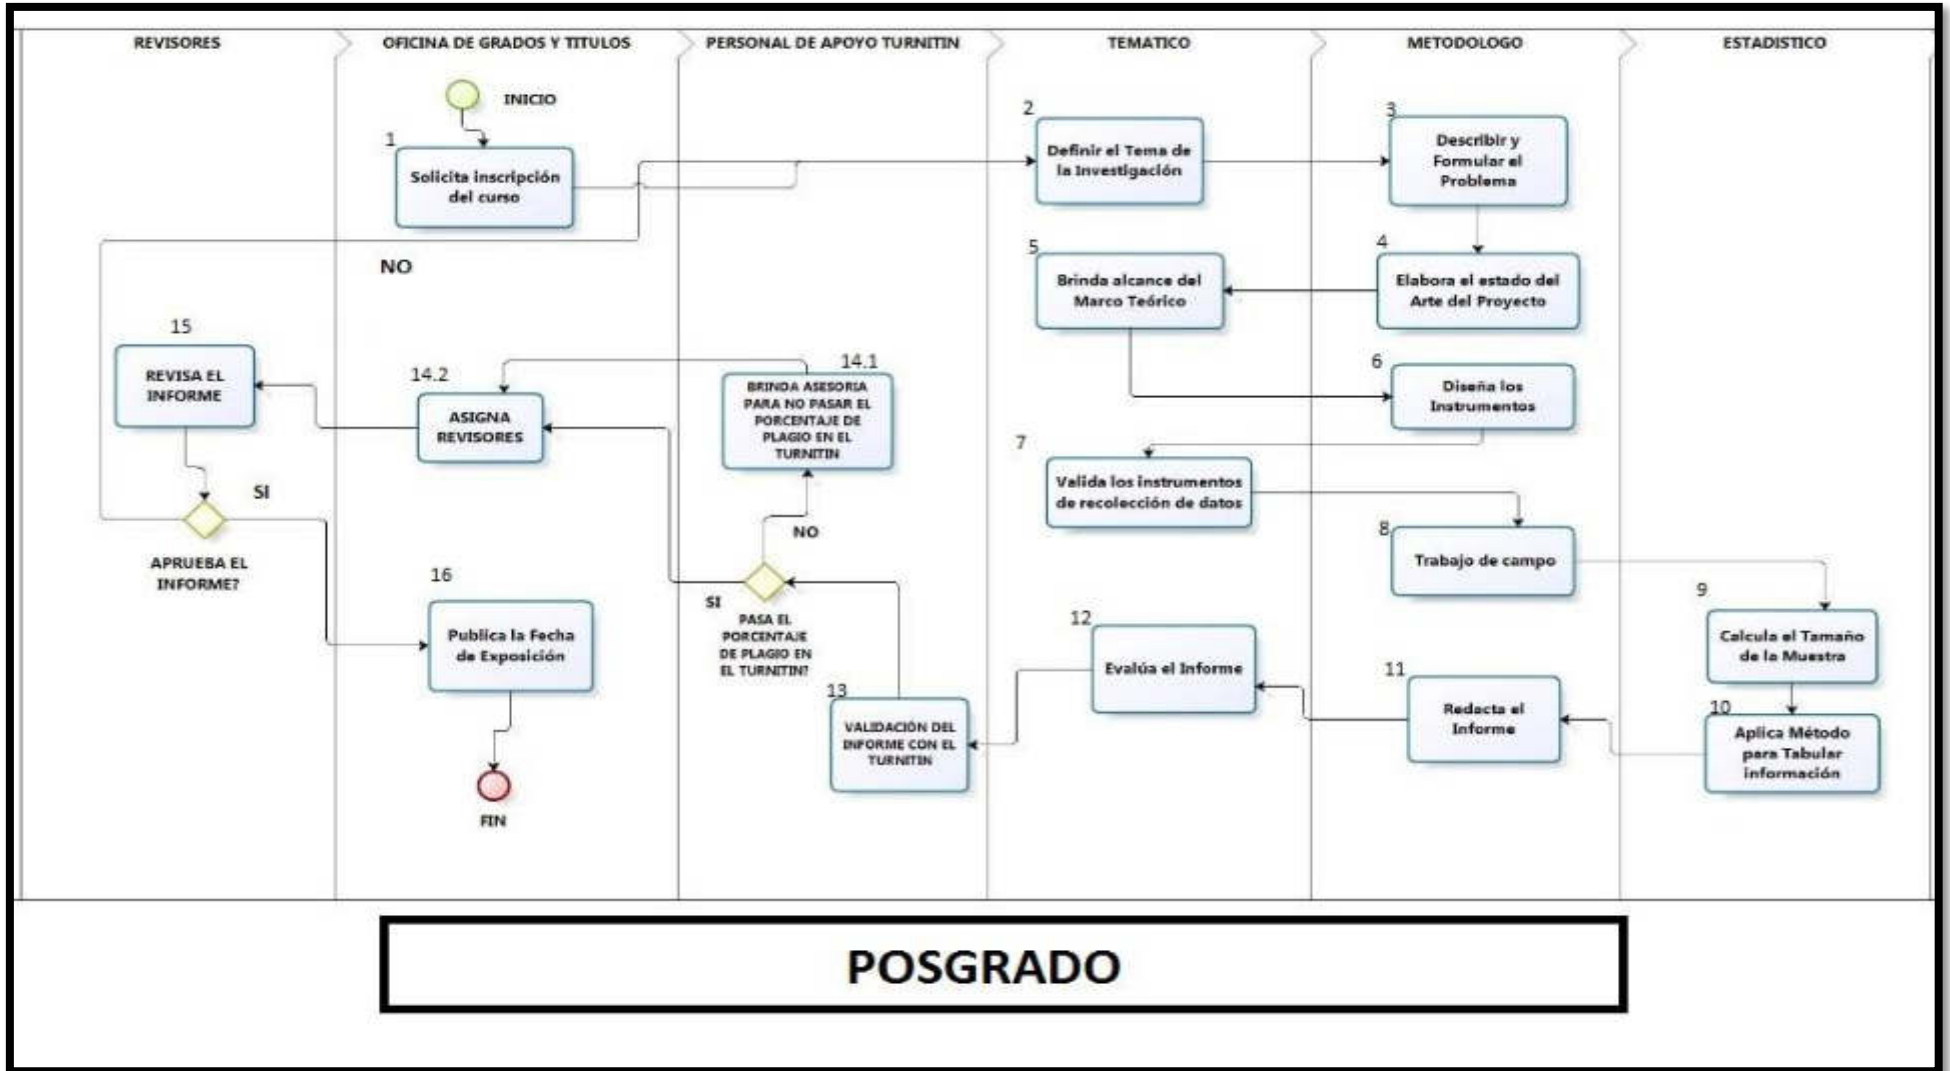 REVISORES
OFICINA DE GRADOS Y TITULOS
PERSONAL DE APOYO TURNITIN
TEMATICO
METODOLOGO
ESTADISTICO
INICIO
1
Solicita inscripción
del curso
2
Definir el Tema de
la Investigación
3
Describir y
Formular el
Problema
4
Elabora el estado del
Arte del Proyecto
5
Brinda alcance del
Marco Teórico
6
Diseña los
Instrumentos
7
Valida los instrumentos
de recolección de datos
8
Trabajo de campo
9
Calcula el Tamaño
de la Muestra
10
Aplica Método
para Tabular
información
11
Redacta el
Informe
12
Evalúa el Informe
13
VALIDACIÓN DEL
INFORME CON EL
TURNITIN
PASA EL
PORCENTAJE
DE PLAGIO EN
EL TURNITIN?
NO
SI
14.1
BRINDA ASESORIA
PARA NO PASAR EL
PORCENTAJE DE
PLAGIO EN EL
TURNITIN
14.2
ASIGNA
REVISORES
15
REVISA EL
INFORME
APRUEBA EL
INFORME?
NO
SI
16
Publica la Fecha
de Exposición
FIN
POSGRADO